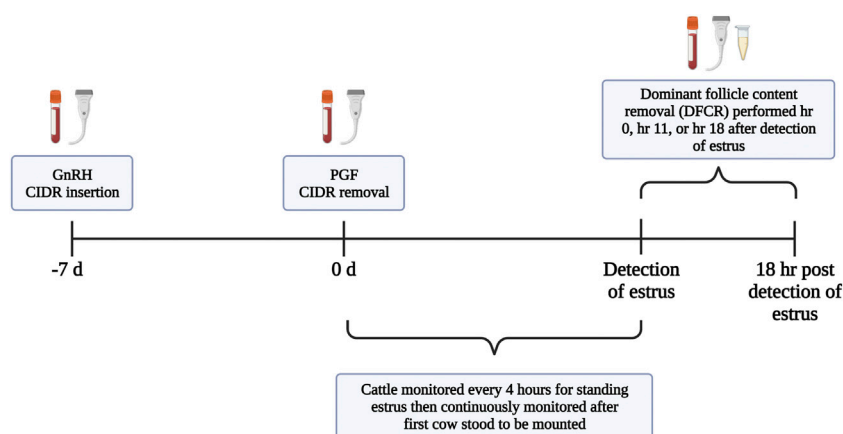 Dominant follicle content
removal (DFCR) performed hr
0, hr 11, or hr 18 after detection
of estrus
GnRH
CIDR insertion
PGF
CIDR removal
-7 d
0 d
Detection
of estrus
18 hr post
detection of
estrus
Cattle monitored every 4 hours for standing
estrus then continuously monitored after
first cow stood to be mounted